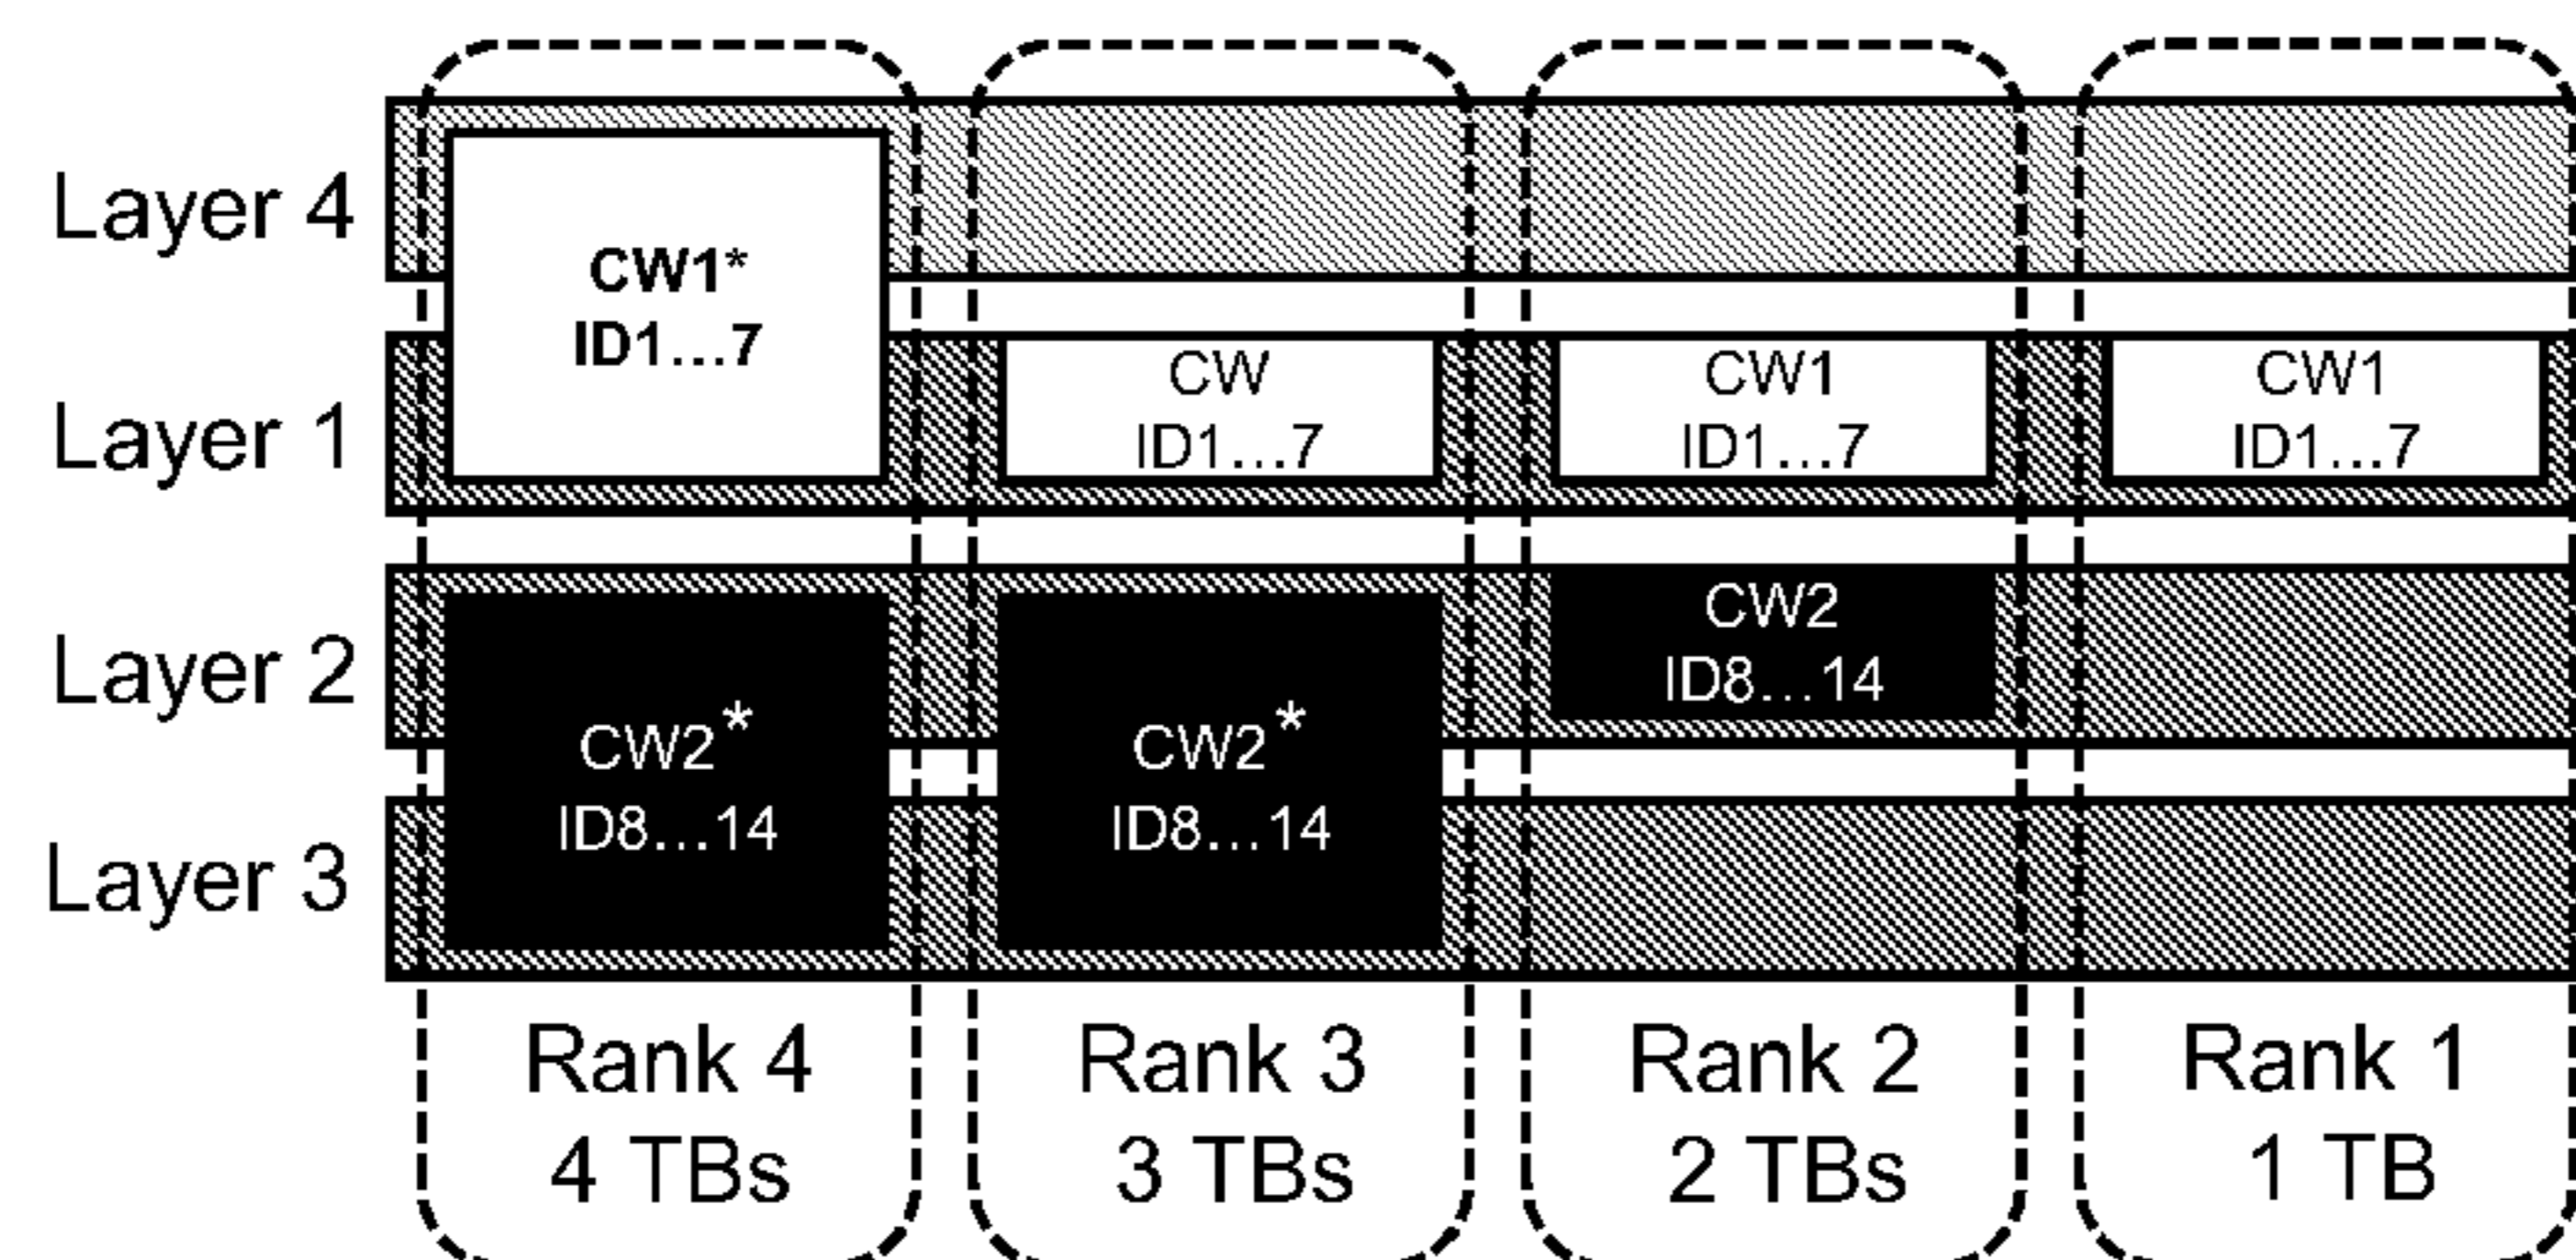 Layer 4
CW1*
ID1...7
Layer 1
CW
ID1...7
CW1
ID1...7
CW1
ID1...7
Layer 2
CW2*
ID8...14
CW2*
ID8...14
CW2
ID8...14
Layer 3
Rank 4
4 TBs
Rank 3
3 TBs
Rank 2
2 TBs
Rank 1
1 TB